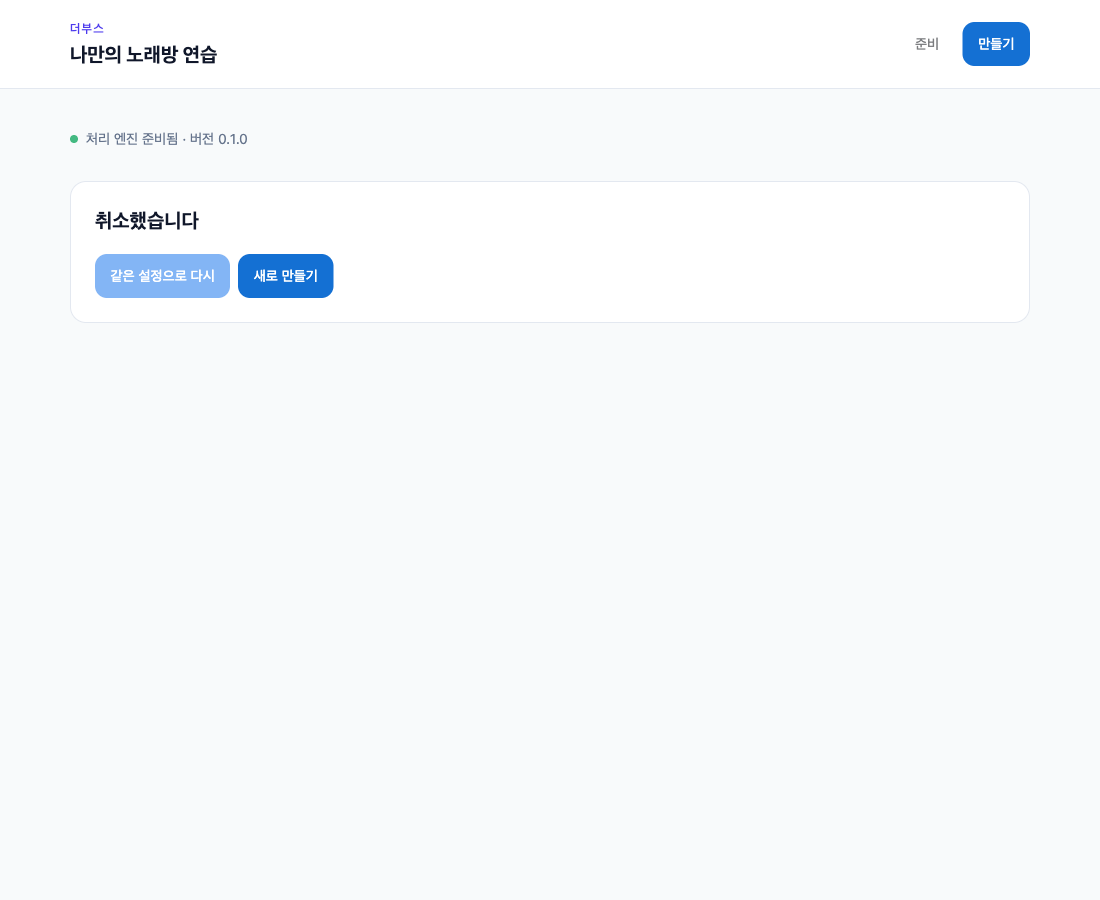 더부스
나만의 노래방 연습
준비
만들기
처리 엔진 준비됨 · 버전 0.1.0
취소했습니다
같은 설정으로 다시
새로 만들기